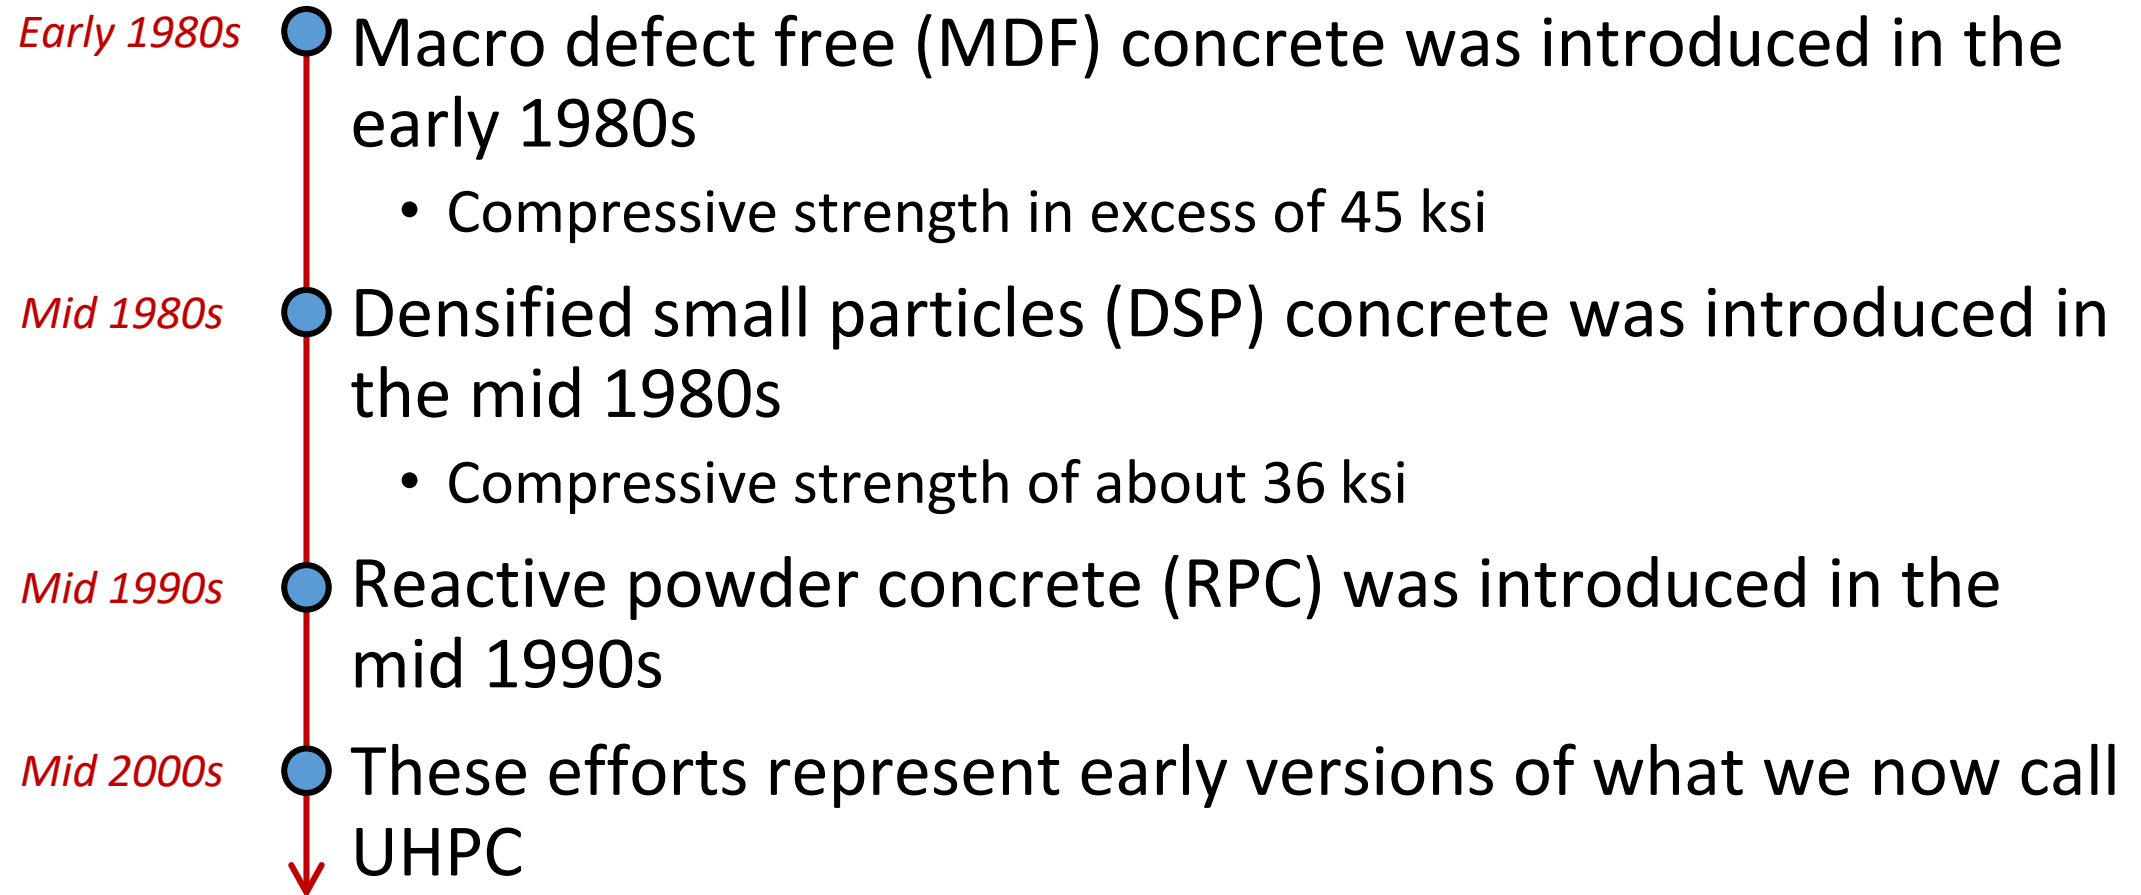 Early 1980s
Macro defect free (MDF) concrete was introduced in the
early 1980s
• Compressive strength in excess of 45 ksi
Mid 1980s
Densified small particles (DSP) concrete was introduced in
the mid 1980s
• Compressive strength of about 36 ksi
Mid 1990s
Reactive powder concrete (RPC) was introduced in the
mid 1990s
Mid 2000s
These efforts represent early versions of what we now call
UHPC